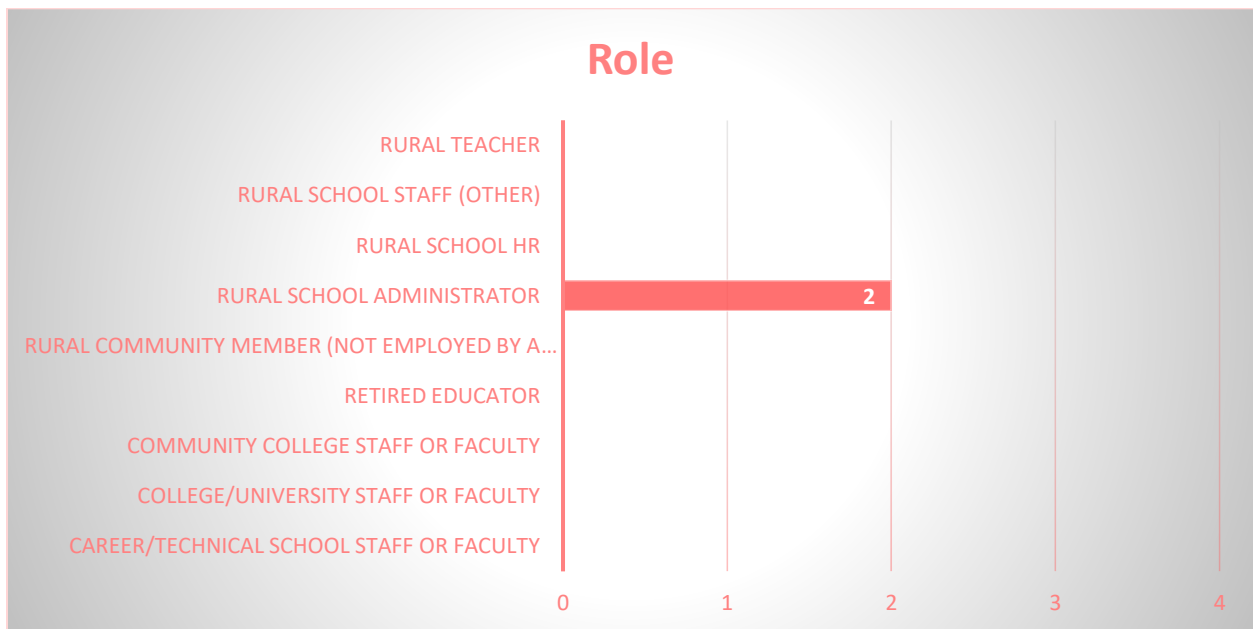 Role
RURAL TEACHER
RURAL SCHOOL STAFF (OTHER)
RURAL SCHOOL HR
RURAL SCHOOL ADMINISTRATOR
2
RURAL COMMUNITY MEMBER (NOT EMPLOYED BY A...
RETIRED EDUCATOR
COMMUNITY COLLEGE STAFF OR FACULTY
COLLEGE/UNIVERSITY STAFF OR FACULTY
CAREER/TECHNICAL SCHOOL STAFF OR FACULTY
0 1 2 3 4